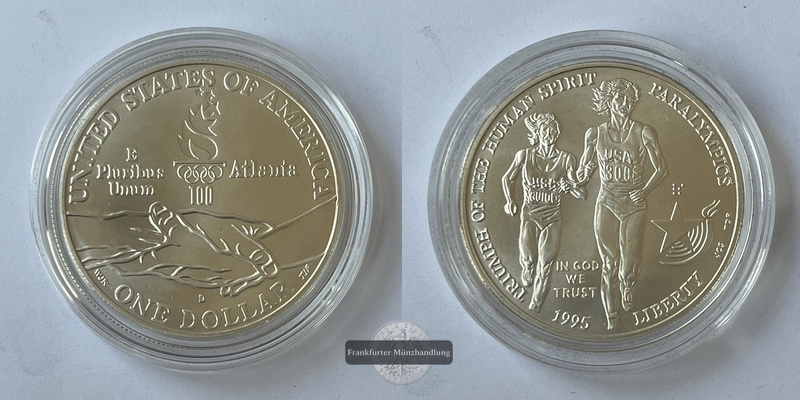 UNITED STATES OF AMERICA
E
Pluribus
Unum
Atlanta
100
D
ONE DOLLAR
TRIUMPH OF THE HUMAN SPIRIT
PARALYMPICS
USA
GUIDE
IN GOD
WE
TRUST
1995
LIBERTY
Frankfurter Münzhandlung